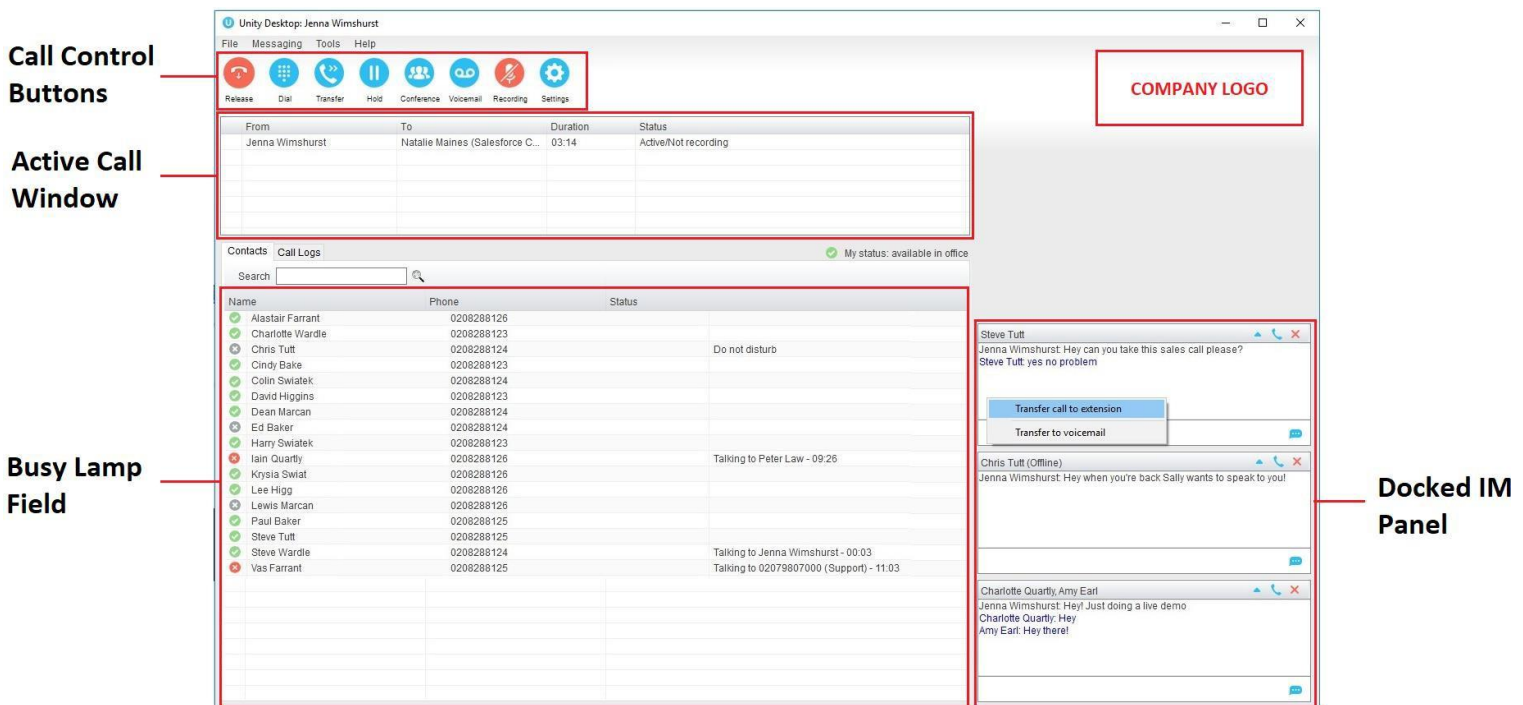 Unity Desktop: Jenna Wimshurst
File Messaging Tools Help
Call Control
Buttons
Release Dial Transfer Hold Conference Voicemail Recording Settings
COMPANY LOGO
Active Call
Window
From To Duration Status
Jenna Wimshurst Natalie Maines (Salesforce C... 03:14 Active/Not recording
Contacts Call Logs My status: available in office
Search
Busy Lamp
Field
Name Phone Status
Alastair Farrant 0208288126
Charlotte Wardle 0208288123
Chris Tutt 0208288124 Do not disturb
Cindy Bake 0208288123
Colin Swiatek 0208288124
David Higgins 0208288123
Dean Marcan 0208288124
Ed Baker 0208288124
Harry Swiatek 0208288123
Iain Quartly 0208288126 Talking to Peter Law - 09:26
Krysia Swiat 0208288126
Lee Higg 0208288126
Lewis Marcan 0208288126
Paul Baker 0208288125
Steve Tutt 0208288125
Steve Wardle 0208288124 Talking to Jenna Wimshurst - 00:03
Vas Farrant 0208288125 Talking to 02079807000 (Support) - 11:03
Steve Tutt
Jenna Wimshurst: Hey can you take this sales call please?
Steve Tutt: yes no problem
Transfer call to extension
Transfer to voicemail
Chris Tutt (Offline)
Jenna Wimshurst: Hey when you're back Sally wants to speak to you!
Charlotte Quartly, Amy Earl
Jenna Wimshurst: Hey! Just doing a live demo
Charlotte Quartly: Hey
Amy Earl: Hey there!
Docked IM
Panel